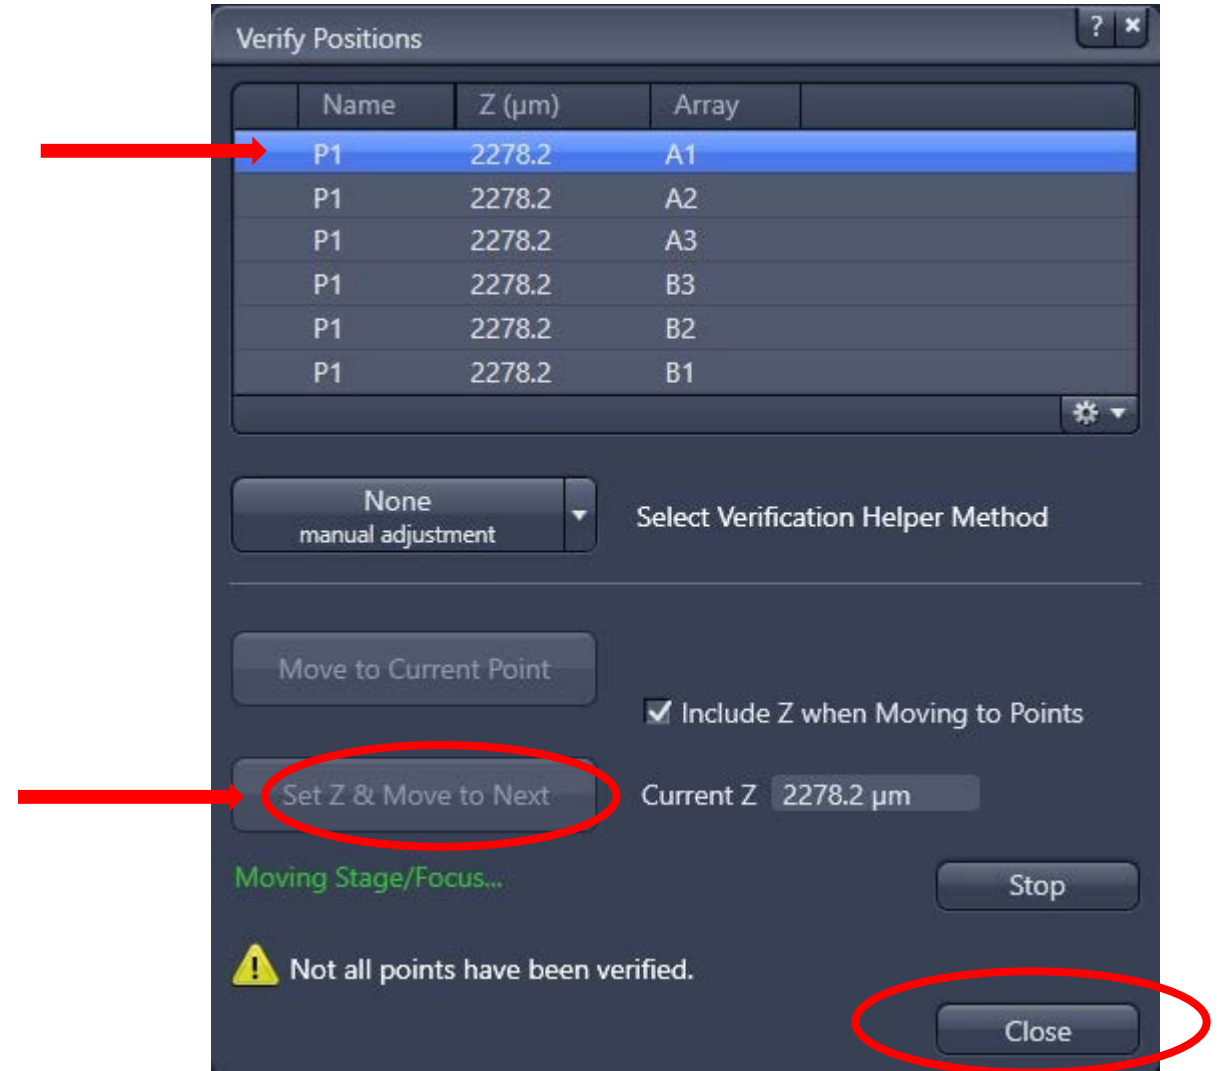 Verify Positions ? ×
Name Z (µm) Array
P1 2278.2 A1
P1 2278.2 A2
P1 2278.2 A3
P1 2278.2 B3
P1 2278.2 B2
P1 2278.2 B1
None
manual adjustment
Select Verification Helper Method
Move to Current Point
Include Z when Moving to Points
Set Z & Move to Next
Current Z 2278.2 µm
Moving Stage/Focus...
Stop
Not all points have been verified.
Close